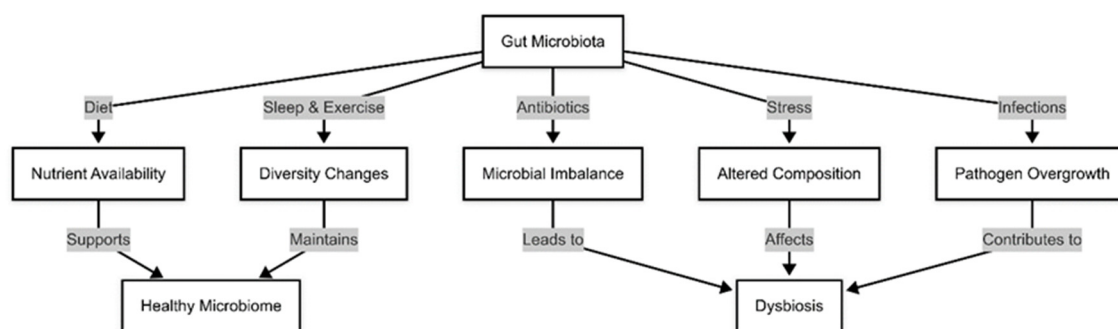 Gut Microbiota
Diet
Sleep & Exercise
Antibiotics
Stress
Infections
Nutrient Availability
Diversity Changes
Microbial Imbalance
Altered Composition
Pathogen Overgrowth
Supports
Maintains
Leads to
Affects
Contributes to
Healthy Microbiome
Dysbiosis